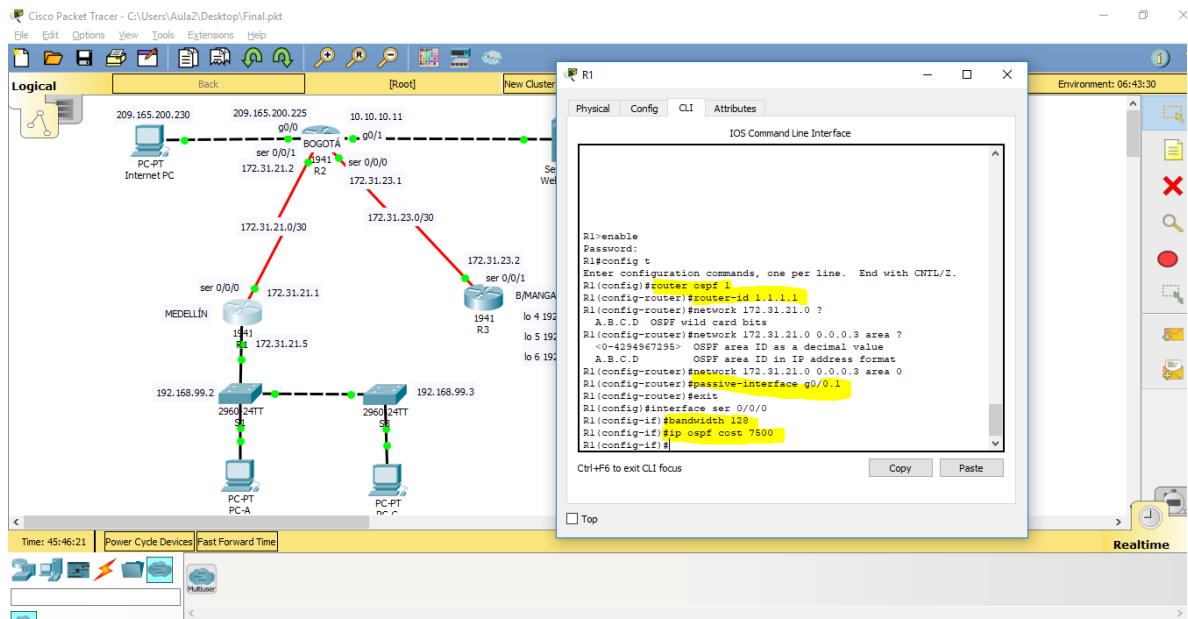 Cisco Packet Tracer - C:\Users\Aula2\Desktop\Final.pkt
File Edit Options View Tools Extensions Help
Logical
Back
[Root]
New Cluster
Environment: 06:43:30
209.165.200.230
209.165.200.225
10.10.10.11
g0/0
g0/1
BOGOTÁ
PC-PT
Internet PC
ser 0/0/1
172.31.21.2
1941
R2
ser 0/0/0
172.31.23.1
Se
Wel
172.31.21.0/30
172.31.23.0/30
172.31.23.2
ser 0/0/1
ser 0/0/0
172.31.21.1
B/MANGA
MEDELLÍN
1941
R3
lo 4 192
lo 5 192
lo 6 192
1941
R1
172.31.21.5
192.168.99.2
192.168.99.3
2960-24TT
S1
2960-24TT
S3
PC-PT
PC-A
PC-PT
PC-C
R1
Physical Config CLI Attributes
IOS Command Line Interface
R1>enable
Password:
R1#config t
Enter configuration commands, one per line. End with CNTL/Z.
R1(config)#router ospf 1
R1(config-router)#router-id 1.1.1.1
R1(config-router)#network 172.31.21.0 ?
A.B.C.D OSPF wild card bits
R1(config-router)#network 172.31.21.0 0.0.0.3 area ?
<0-4294967295> OSPF area ID as a decimal value
A.B.C.D OSPF area ID in IP address format
R1(config-router)#network 172.31.21.0 0.0.0.3 area 0
R1(config-router)#passive-interface g0/0.1
R1(config-router)#exit
R1(config)#interface ser 0/0/0
R1(config-if)#bandwidth 128
R1(config-if)#ip ospf cost 7500
R1(config-if)#
Ctrl+F6 to exit CLI focus
Copy
Paste
Top
Time: 45:46:21
Power Cycle Devices
Fast Forward Time
Realtime
Multiuser